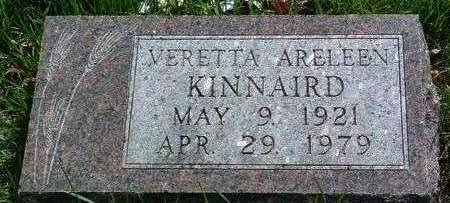 VERETTA ARELEEN
KINNAIRD
MAY 9, 1921
APR. 29, 1979